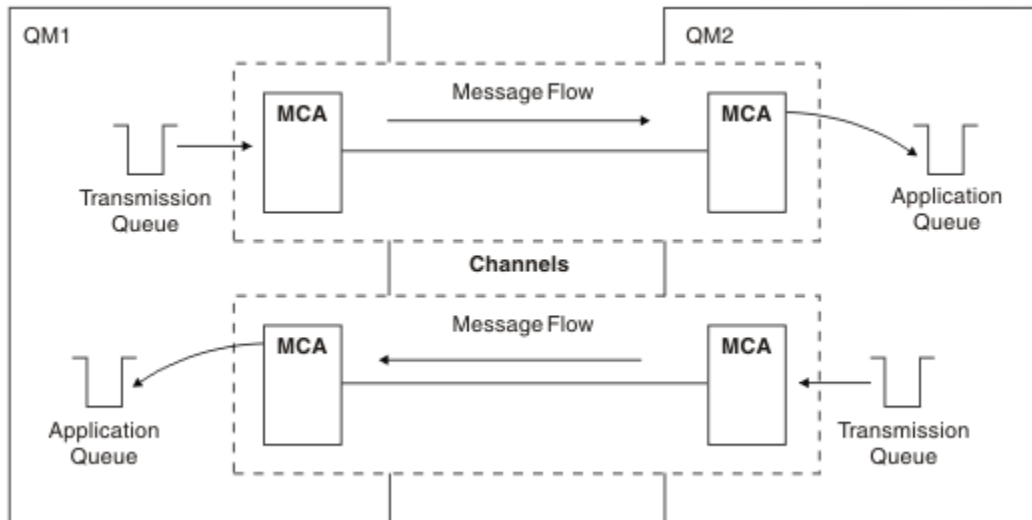 QM1
QM2
Message Flow
MCA
MCA
Transmission
Queue
Application
Queue
Channels
Message Flow
MCA
MCA
Application
Queue
Transmission
Queue